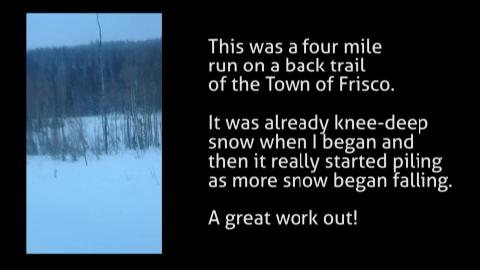 This was a four mile
run on a back trail
of the Town of Frisco.
It was already knee-deep
snow when I began and
then it really started piling
as more snow began falling.
A great work out!